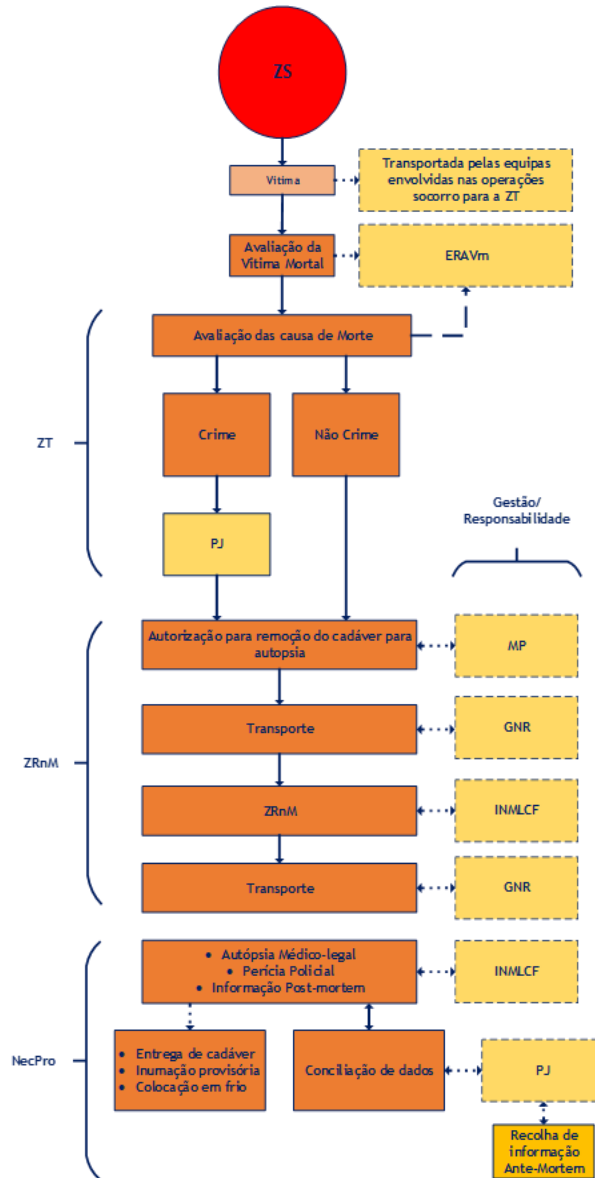 ZS
Vítima
Transportada pelas equipas
envolvidas nas operações
socorro para a ZT
Avaliação da
Vítima Mortal
ERAVm
Avaliação das causa de Morte
ZT
Crime
Não Crime
Gestão/
Responsabilidade
PJ
Autorização para remoção do cadáver para
autopsia
MP
Transporte
GNR
ZRnM
ZRnM
INMLCF
Transporte
GNR
• Autópsia Médico-legal
• Perícia Policial
• Informação Post-mortem
INMLCF
NecPro
• Entrega de cadáver
• Inumação provisória
• Colocação em frio
Conciliação de dados
PJ
Recolha de
informação
Ante-Mortem